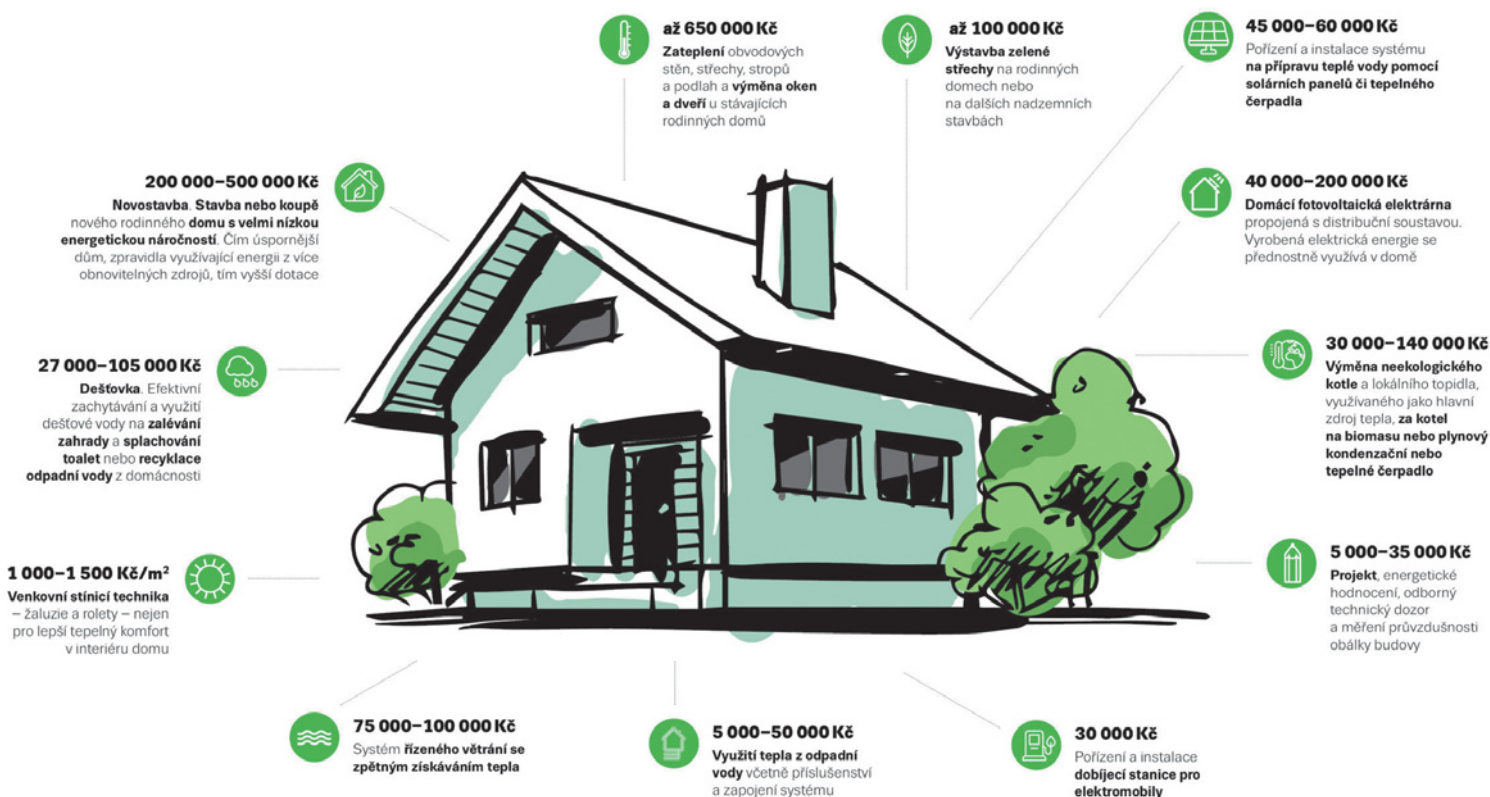 až 650 000 Kč
Zateplení obvodových
stěn, střechy, stropů
a podlah a výměna oken
a dveří u stávajících
rodinných domů
až 100 000 Kč
Výstavba zelené
střechy na rodinných
domech nebo
na dalších nadzemních
stavbách
45 000–60 000 Kč
Pořízení a instalace systému
na přípravu teplé vody pomocí
solárních panelů či tepelného
čerpadla
200 000–500 000 Kč
Novostavba. Stavba nebo koupě
nového rodinného domu s velmi nízkou
energetickou náročností. Čím úspornější
dům, zpravidla využívající energii z více
obnovitelných zdrojů, tím vyšší dotace
40 000–200 000 Kč
Domácí fotovoltaická elektrárna
propojená s distribuční soustavou.
Vyrobená elektrická energie se
přednostně využívá v domě
27 000–105 000 Kč
Dešťovka. Efektivní
zachytávání a využití
dešťové vody na zalévání
zahrady a splachování
toalet nebo recyklace
odpadní vody z domácnosti
30 000–140 000 Kč
Výměna neekologického
kotle a lokálního topidla,
využívaného jako hlavní
zdroj tepla, za kotel
na biomasu nebo plynový
kondenzační nebo
tepelné čerpadlo
1 000–1 500 Kč/m²
Venkovní stínicí technika
– žaluzie a rolety – nejen
pro lepší tepelný komfort
v interiéru domu
5 000–35 000 Kč
Projekt, energetické
hodnocení, odborný
technický dozor
a měření průvzdušnosti
obálky budovy
75 000–100 000 Kč
Systém řízeného větrání se
zpětným získáváním tepla
5 000–50 000 Kč
Využití tepla z odpadní
vody včetně příslušenství
a zapojení systému
30 000 Kč
Pořízení a instalace
dobíjecí stanice pro
elektromobily